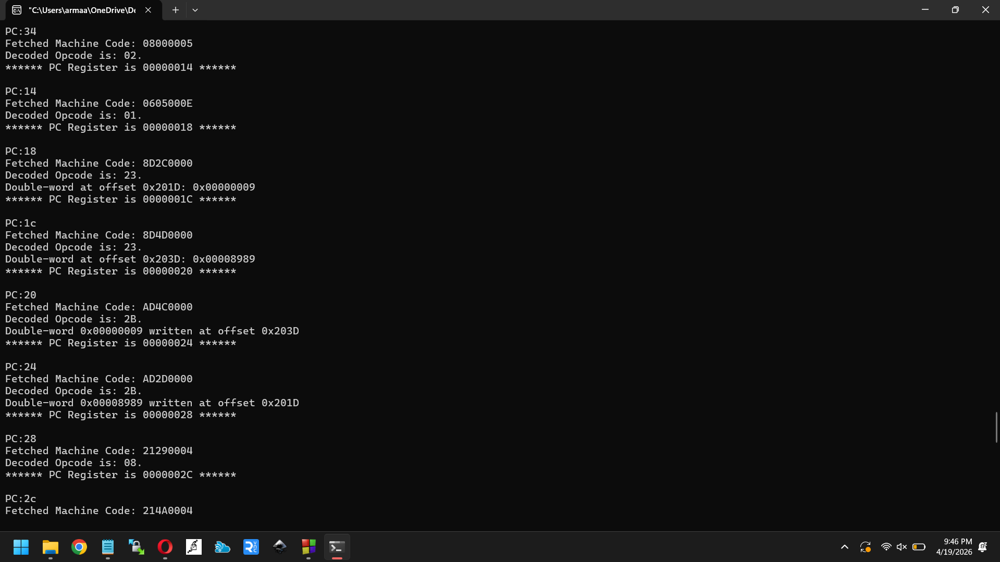 "C:\Users\armaa\OneDrive\De
PC:34
Fetched Machine Code: 08000005
Decoded Opcode is: 02.
****** PC Register is 00000014 ******
PC:14
Fetched Machine Code: 0605000E
Decoded Opcode is: 01.
****** PC Register is 00000018 ******
PC:18
Fetched Machine Code: 8D2C0000
Decoded Opcode is: 23.
Double-word at offset 0x201D: 0x00000009
****** PC Register is 0000001C ******
PC:1c
Fetched Machine Code: 8D4D0000
Decoded Opcode is: 23.
Double-word at offset 0x203D: 0x00008989
****** PC Register is 00000020 ******
PC:20
Fetched Machine Code: AD4C0000
Decoded Opcode is: 2B.
Double-word 0x00000009 written at offset 0x203D
****** PC Register is 00000024 ******
PC:24
Fetched Machine Code: AD2D0000
Decoded Opcode is: 2B.
Double-word 0x00008989 written at offset 0x201D
****** PC Register is 00000028 ******
PC:28
Fetched Machine Code: 21290004
Decoded Opcode is: 08.
****** PC Register is 0000002C ******
PC:2c
Fetched Machine Code: 214A0004
9:46 PM
4/19/2026